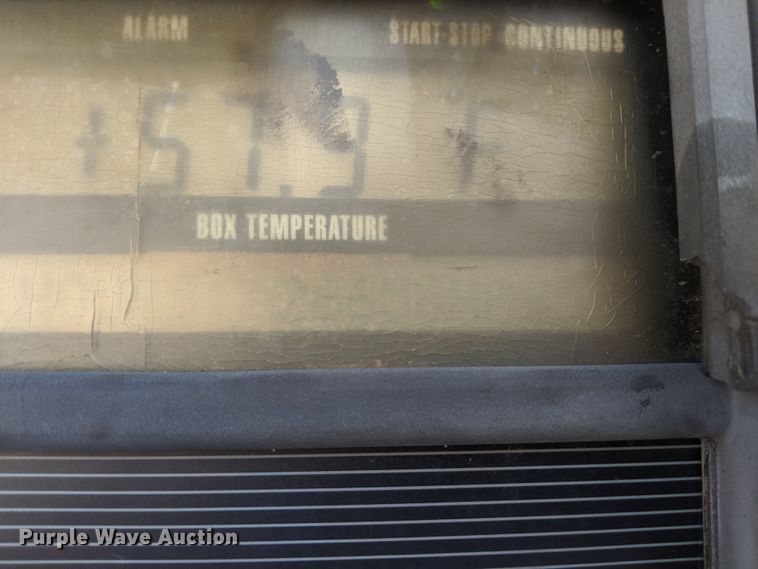 ALARM START-STOP CONTINUOUS
+57.3 F
BOX TEMPERATURE
Purple Wave Auction